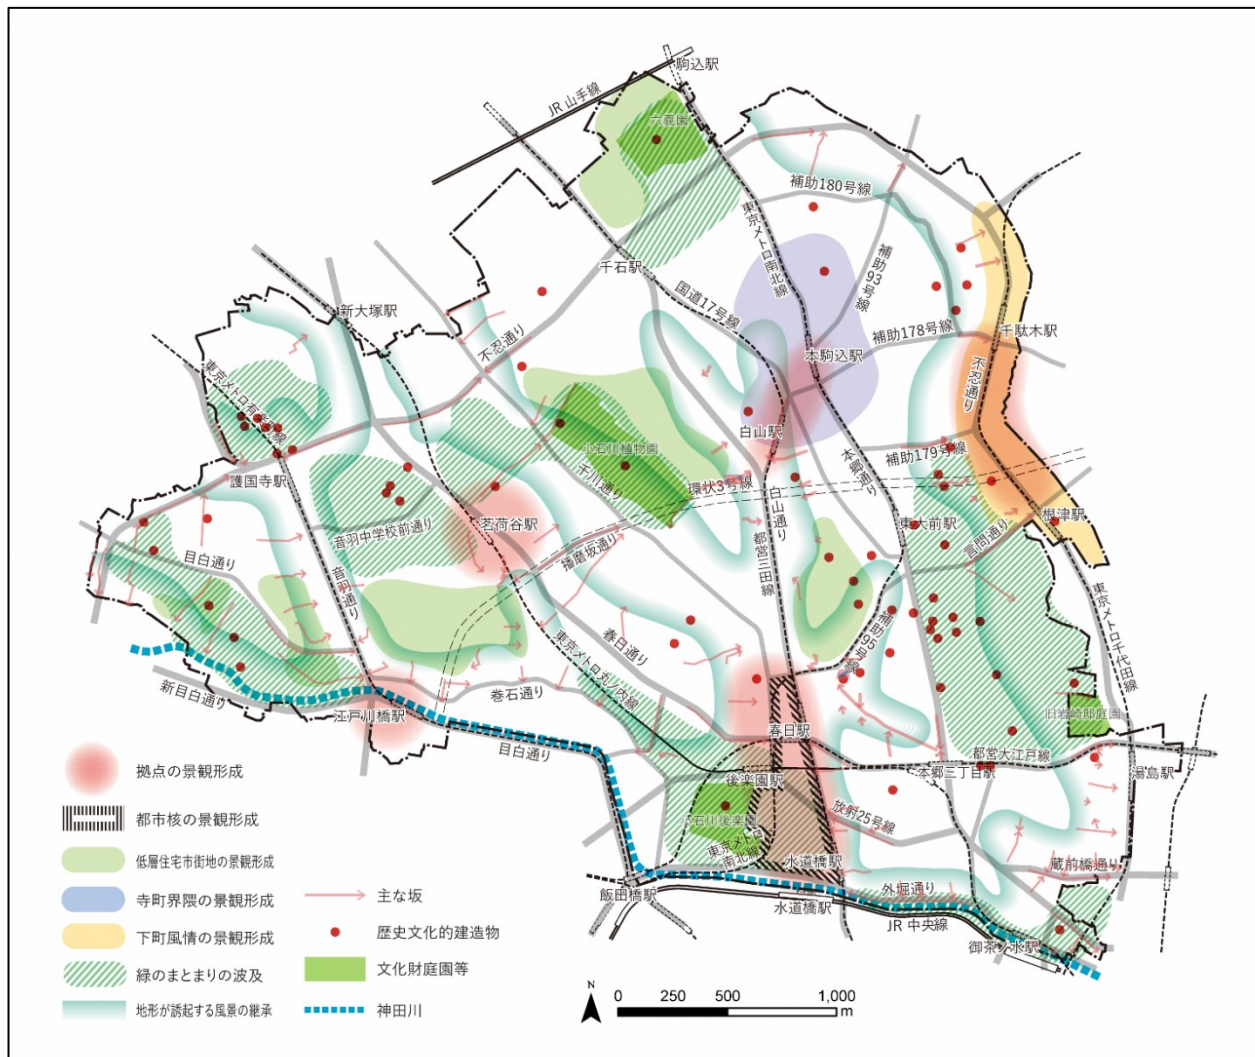 駒込駅
JR 山手線
六義園
補助180号線
東京メトロ南北線
補助93号線
千石駅
国道17号線
新大塚駅
不忍通り
本駒込駅
補助178号線
千駄木駅
不忍通り
東京メトロ有楽町線
白山駅
小石川植物園
千川通り
環状3号線
本郷通り
補助179号線
護国寺駅
茗荷谷駅
音羽中学校前通り
播磨坂通り
白山通り
都営三田線
東大前駅
言問通り
根津駅
目白通り
音羽通り
東京メトロ丸ノ内線
春日通り
補助95号線
東京メトロ千代田線
新目白通り
江戸川橋駅
巻石通り
目白通り
春日駅
旧岩崎邸庭園
都営大江戸線
後楽園駅
本郷三丁目駅
湯島駅
小石川後楽園
放射25号線
東京メトロ
南北線
水道橋駅
蔵前橋通り
飯田橋駅
水道橋駅
外堀通り
JR 中央線
御茶ノ水駅
拠点の景観形成
都市核の景観形成
低層住宅市街地の景観形成
寺町界隈の景観形成
下町風情の景観形成
緑のまとまりの波及
地形が誘起する風景の継承
主な坂
歴史文化的建造物
文化財庭園等
神田川
N
0 250 500 1,000
m